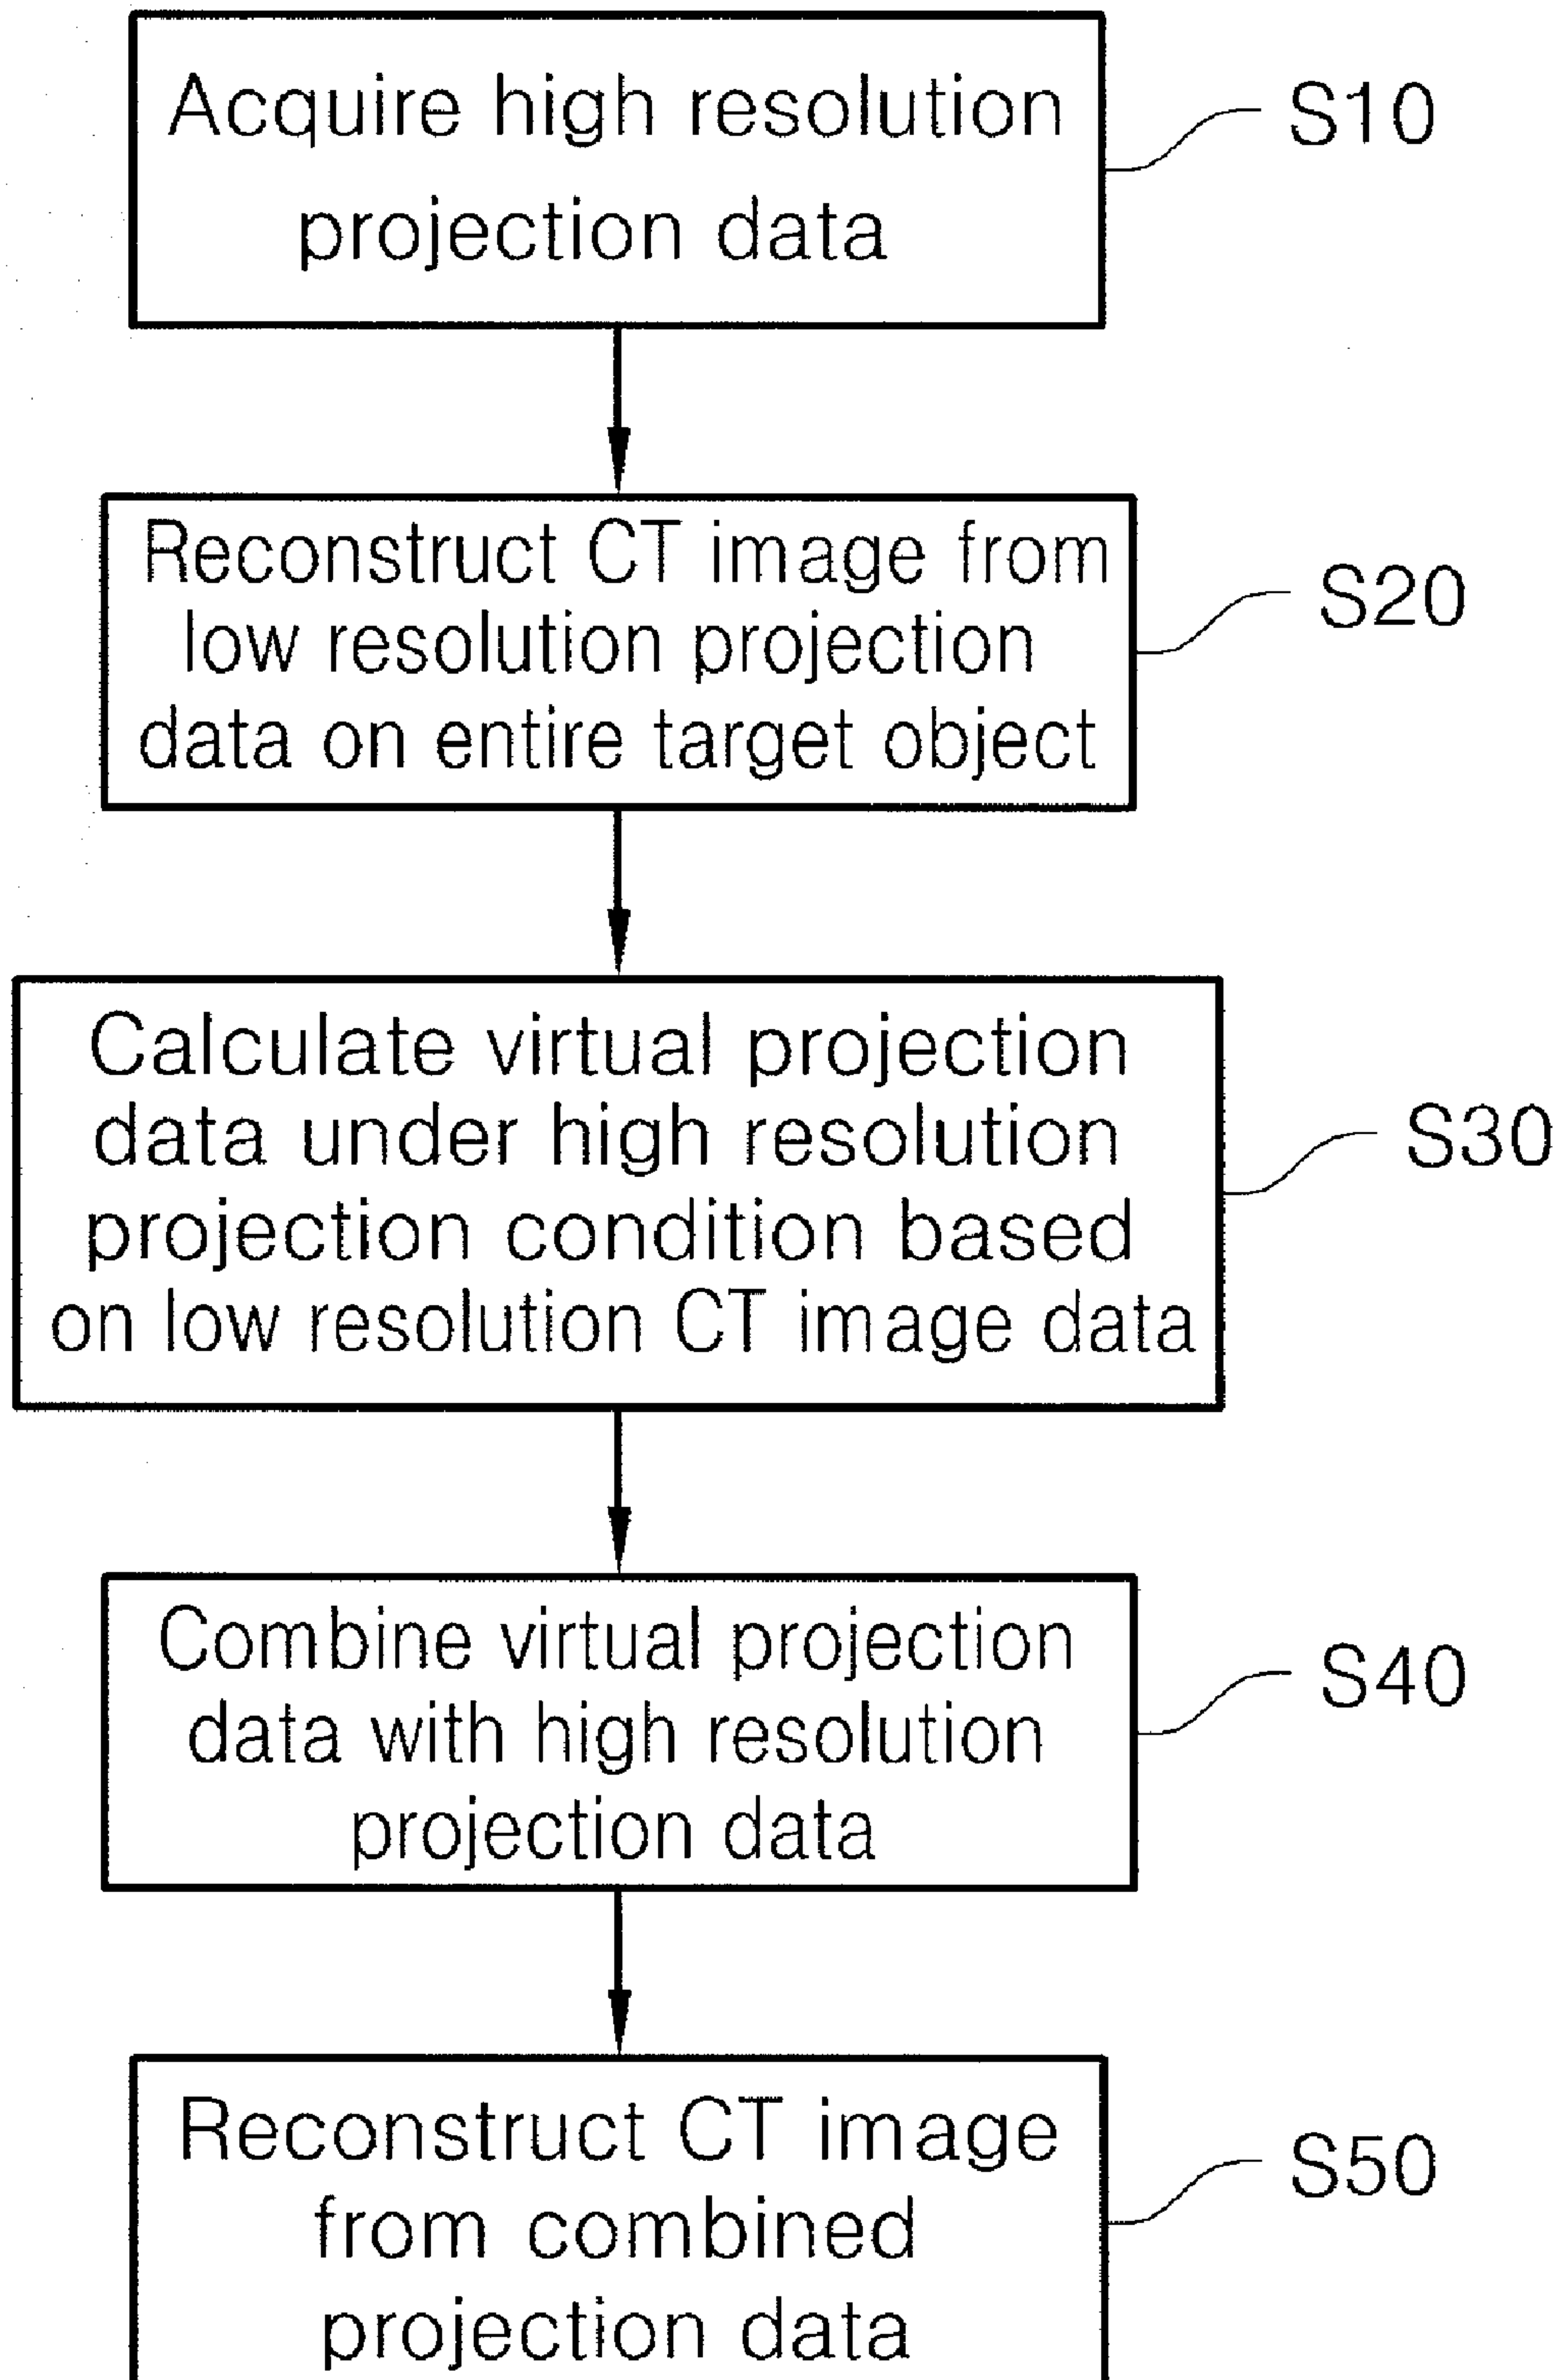 Acquire high resolution
projection data
S10
Reconstruct CT image from
low resolution projection
data on entire target object
S20
Calculate virtual projection
data under high resolution
projection condition based
on low resolution CT image data
S30
Combine virtual projection
data with high resolution
projection data
S40
Reconstruct CT image
from combined
projection data
S50